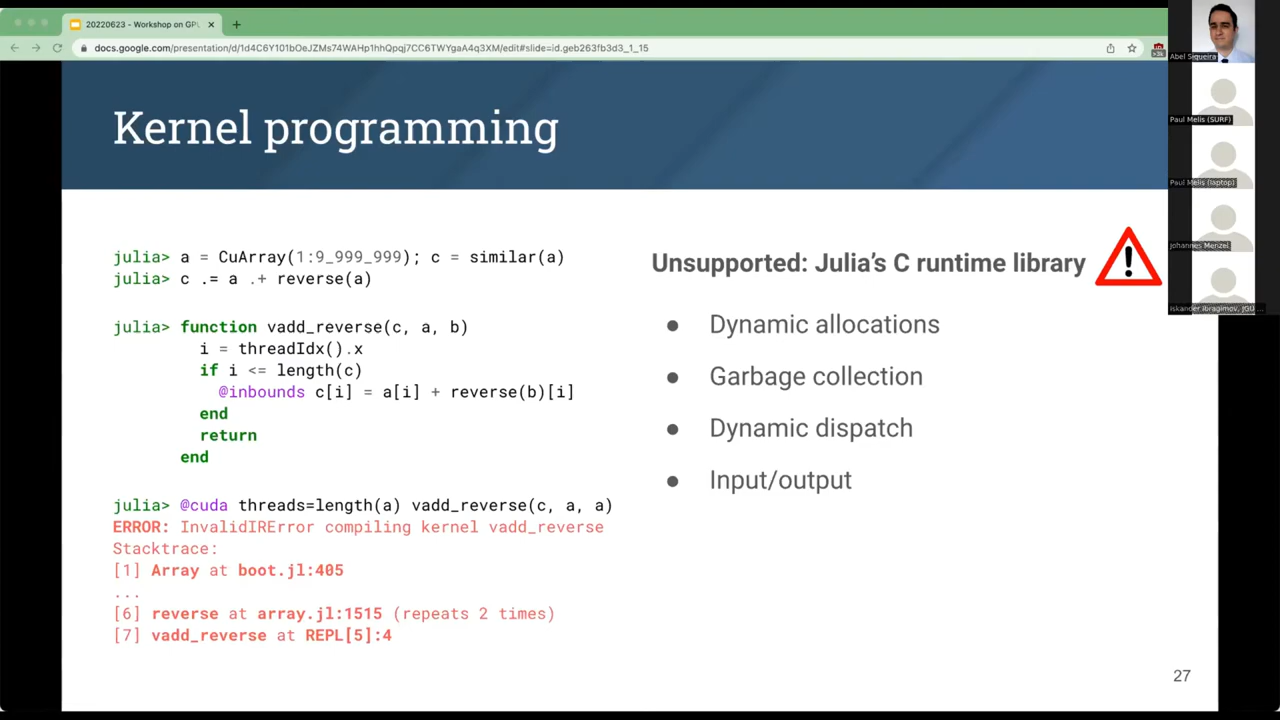 20220623 - Workshop on GPU
docs.google.com/presentation/d/1d4C6Y101bOeJZMs74WAHp1hhQpqj7CC6TWYgaA4q3XM/edit#slide=id.geb263fb3d3_1_15
Abel Siqueira
Paul Melis (SURF)
Paul Melis (laptop)
Johannes Menzel
Iskander Ibragimov, JGU ...
Kernel programming
julia> a = CuArray(1:9_999_999); c = similar(a)
julia> c .= a .+ reverse(a)
julia> function vadd_reverse(c, a, b)
i = threadIdx().x
if i <= length(c)
@inbounds c[i] = a[i] + reverse(b)[i]
end
return
end
julia> @cuda threads=length(a) vadd_reverse(c, a, a)
ERROR: InvalidIRError compiling kernel vadd_reverse
Stacktrace:
[1] Array at boot.jl:405
...
[6] reverse at array.jl:1515 (repeats 2 times)
[7] vadd_reverse at REPL[5]:4
Unsupported: Julia’s C runtime library
● Dynamic allocations
● Garbage collection
● Dynamic dispatch
● Input/output
27